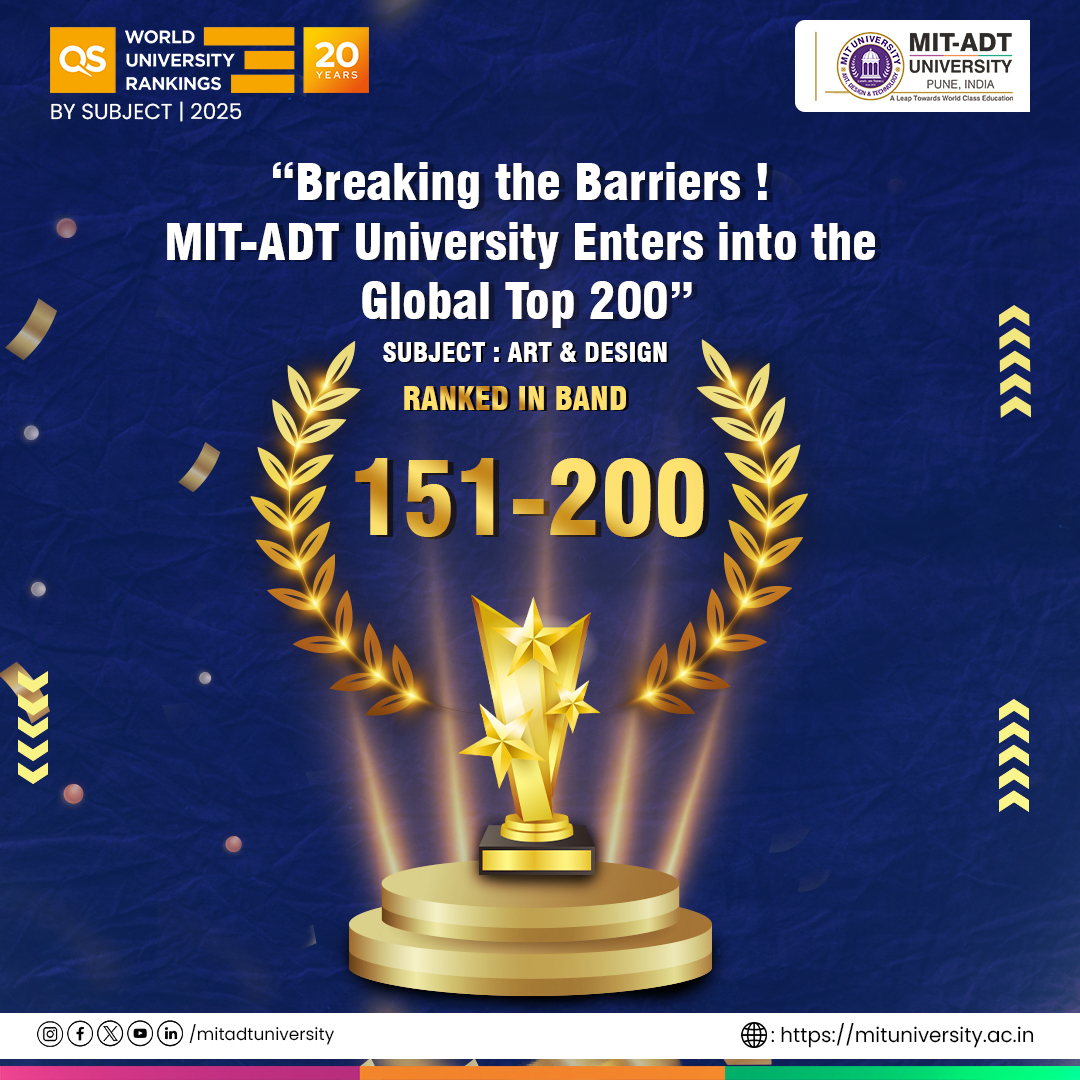 QS
WORLD
UNIVERSITY
RANKINGS
20
YEARS
BY SUBJECT | 2025
MIT UNIVERSITY
ART, DESIGN & TECHNOLOGY
MIT-ADT
UNIVERSITY
PUNE, INDIA
A Leap Towards World Class Education
“Breaking the Barriers !
MIT-ADT University Enters into the
Global Top 200”
SUBJECT : ART & DESIGN
RANKED IN BAND
151-200
/mitadtuniversity
: https://mituniversity.ac.in